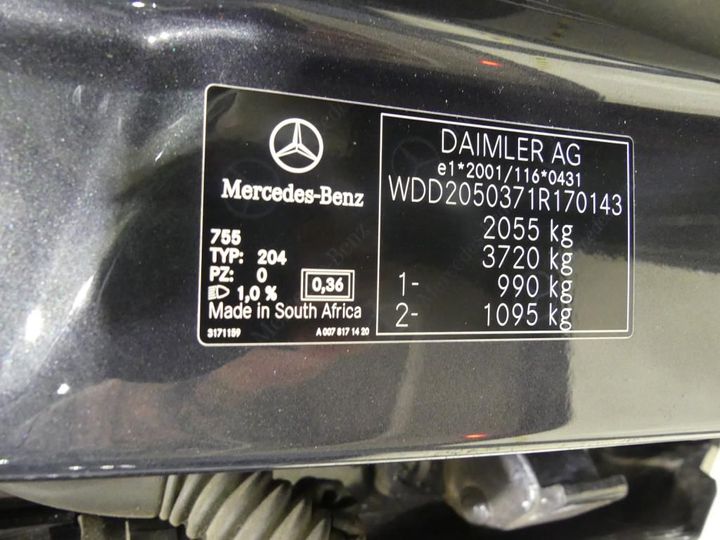 Mercedes-Benz
755
TYP: 204
PZ: 0
1,0 %
0,36
Made in South Africa
3171159
A 007 817 14 20
DAIMLER AG
e1*2001/116*0431
WDD2050371R170143
2055 kg
3720 kg
1- 990 kg
2- 1095 kg